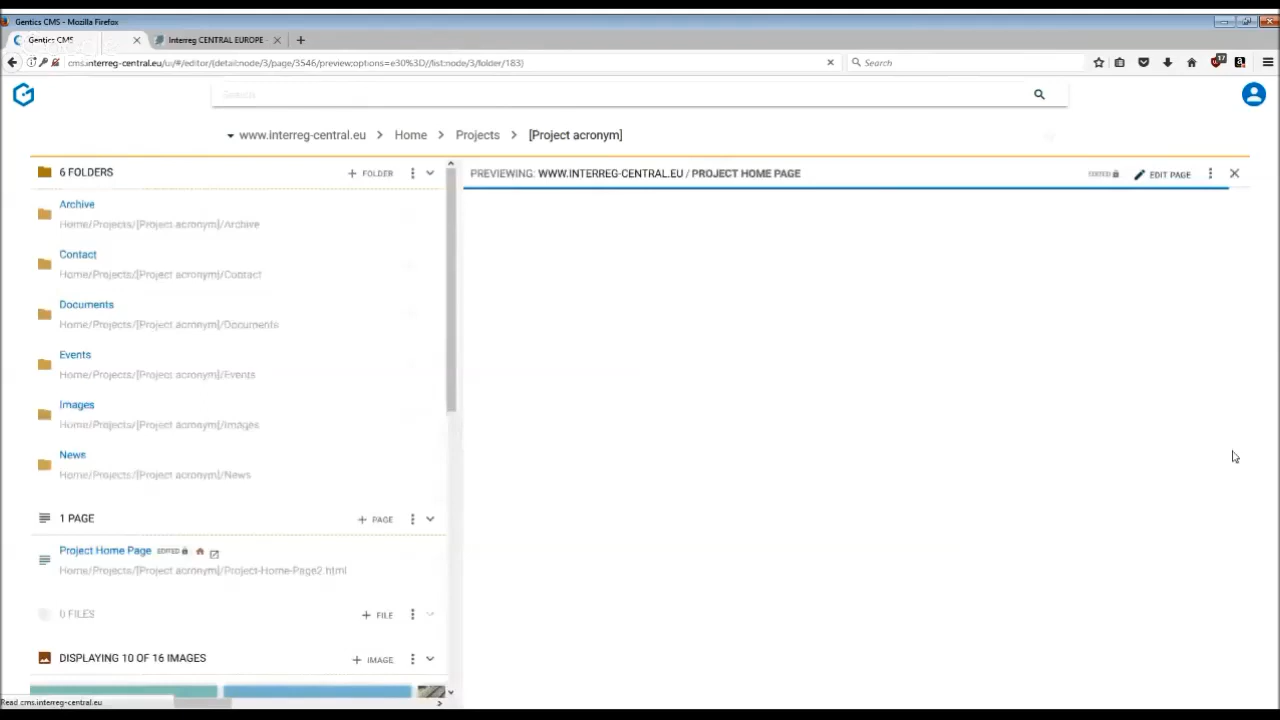 Gentics CMS - Mozilla Firefox
Gentics CMS
Interreg CENTRAL EUROPE -
cms.interreg-central.eu/ui/#/editor/(detail:node/3/page/3546/preview;options=e30%3D//list:node/3/folder/183)
Search
17
Search
www.interreg-central.eu > Home > Projects > [Project acronym]
6 FOLDERS
+ FOLDER
PREVIEWING: WWW.INTERREG-CENTRAL.EU / PROJECT HOME PAGE
EDITED
EDIT PAGE
Archive
Home/Projects/[Project acronym]/Archive
Contact
Home/Projects/[Project acronym]/Contact
Documents
Home/Projects/[Project acronym]/Documents
Events
Home/Projects/[Project acronym]/Events
Images
Home/Projects/[Project acronym]/Images
News
Home/Projects/[Project acronym]/News
1 PAGE
+ PAGE
Project Home Page EDITED
Home/Projects/[Project acronym]/Project-Home-Page2.html
0 FILES
+ FILE
DISPLAYING 10 OF 16 IMAGES
+ IMAGE
Read cms.interreg-central.eu